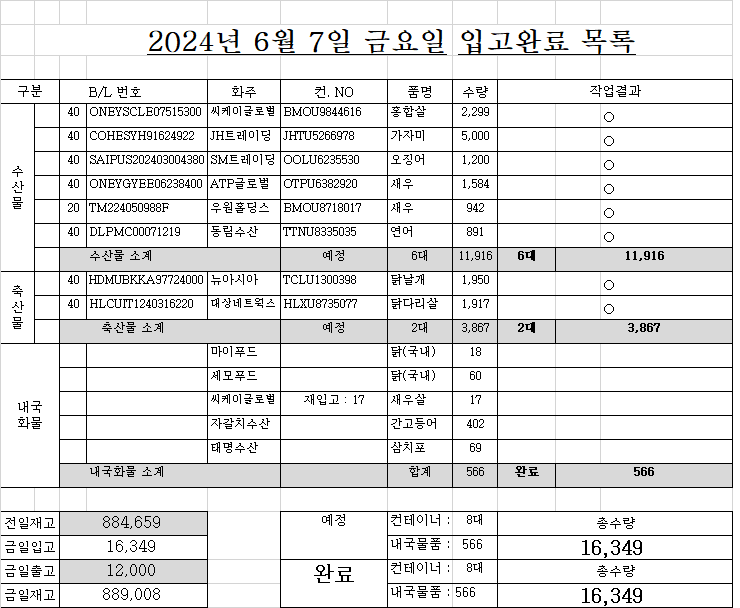 2024년 6월 7일 금요일 입고완료 목록
구분 B/L 번호 화주 컨. NO 품명 수량 작업결과
수산물
40 ONEYSCLE07515300 씨케이글로벌 BMOU9844616 홍합살 2,299 ○
40 COHESYH91624922 JH트레이딩 JHTU5266978 가자미 5,000 ○
40 SAIPUS202403004380 SM트레이딩 OOLU6235530 오징어 1,200 ○
40 ONEYGYEE06238400 ATP글로벌 OTPU6382920 새우 1,584 ○
20 TM224050988F 우원홀딩스 BMOU8718017 새우 942 ○
40 DLPMC00071219 동림수산 TTNU8335035 연어 891 ○
수산물 소계 예정 6대 11,916 6대 11,916
축산물
40 HDMUBKKA97724000 뉴아시아 TCLU1300398 닭날개 1,950 ○
40 HLCUIT1240316220 대상네트웍스 HLXU8735077 닭다리살 1,917 ○
축산물 소계 예정 2대 3,867 2대 3,867
내국
화물
마이푸드 닭(국내) 18
세모푸드 닭(국내) 60
씨케이글로벌 재입고 : 17 새우살 17
자갈치수산 간고등어 402
태명수산 삼치포 69
내국화물 소계 합계 566 완료 566
전일재고 884,659 예정 컨테이너 : 8대 총수량
금일입고 16,349 내국물품 : 566 16,349
금일출고 12,000 완료 컨테이너 : 8대 총수량
금일재고 889,008 내국물품 : 566 16,349